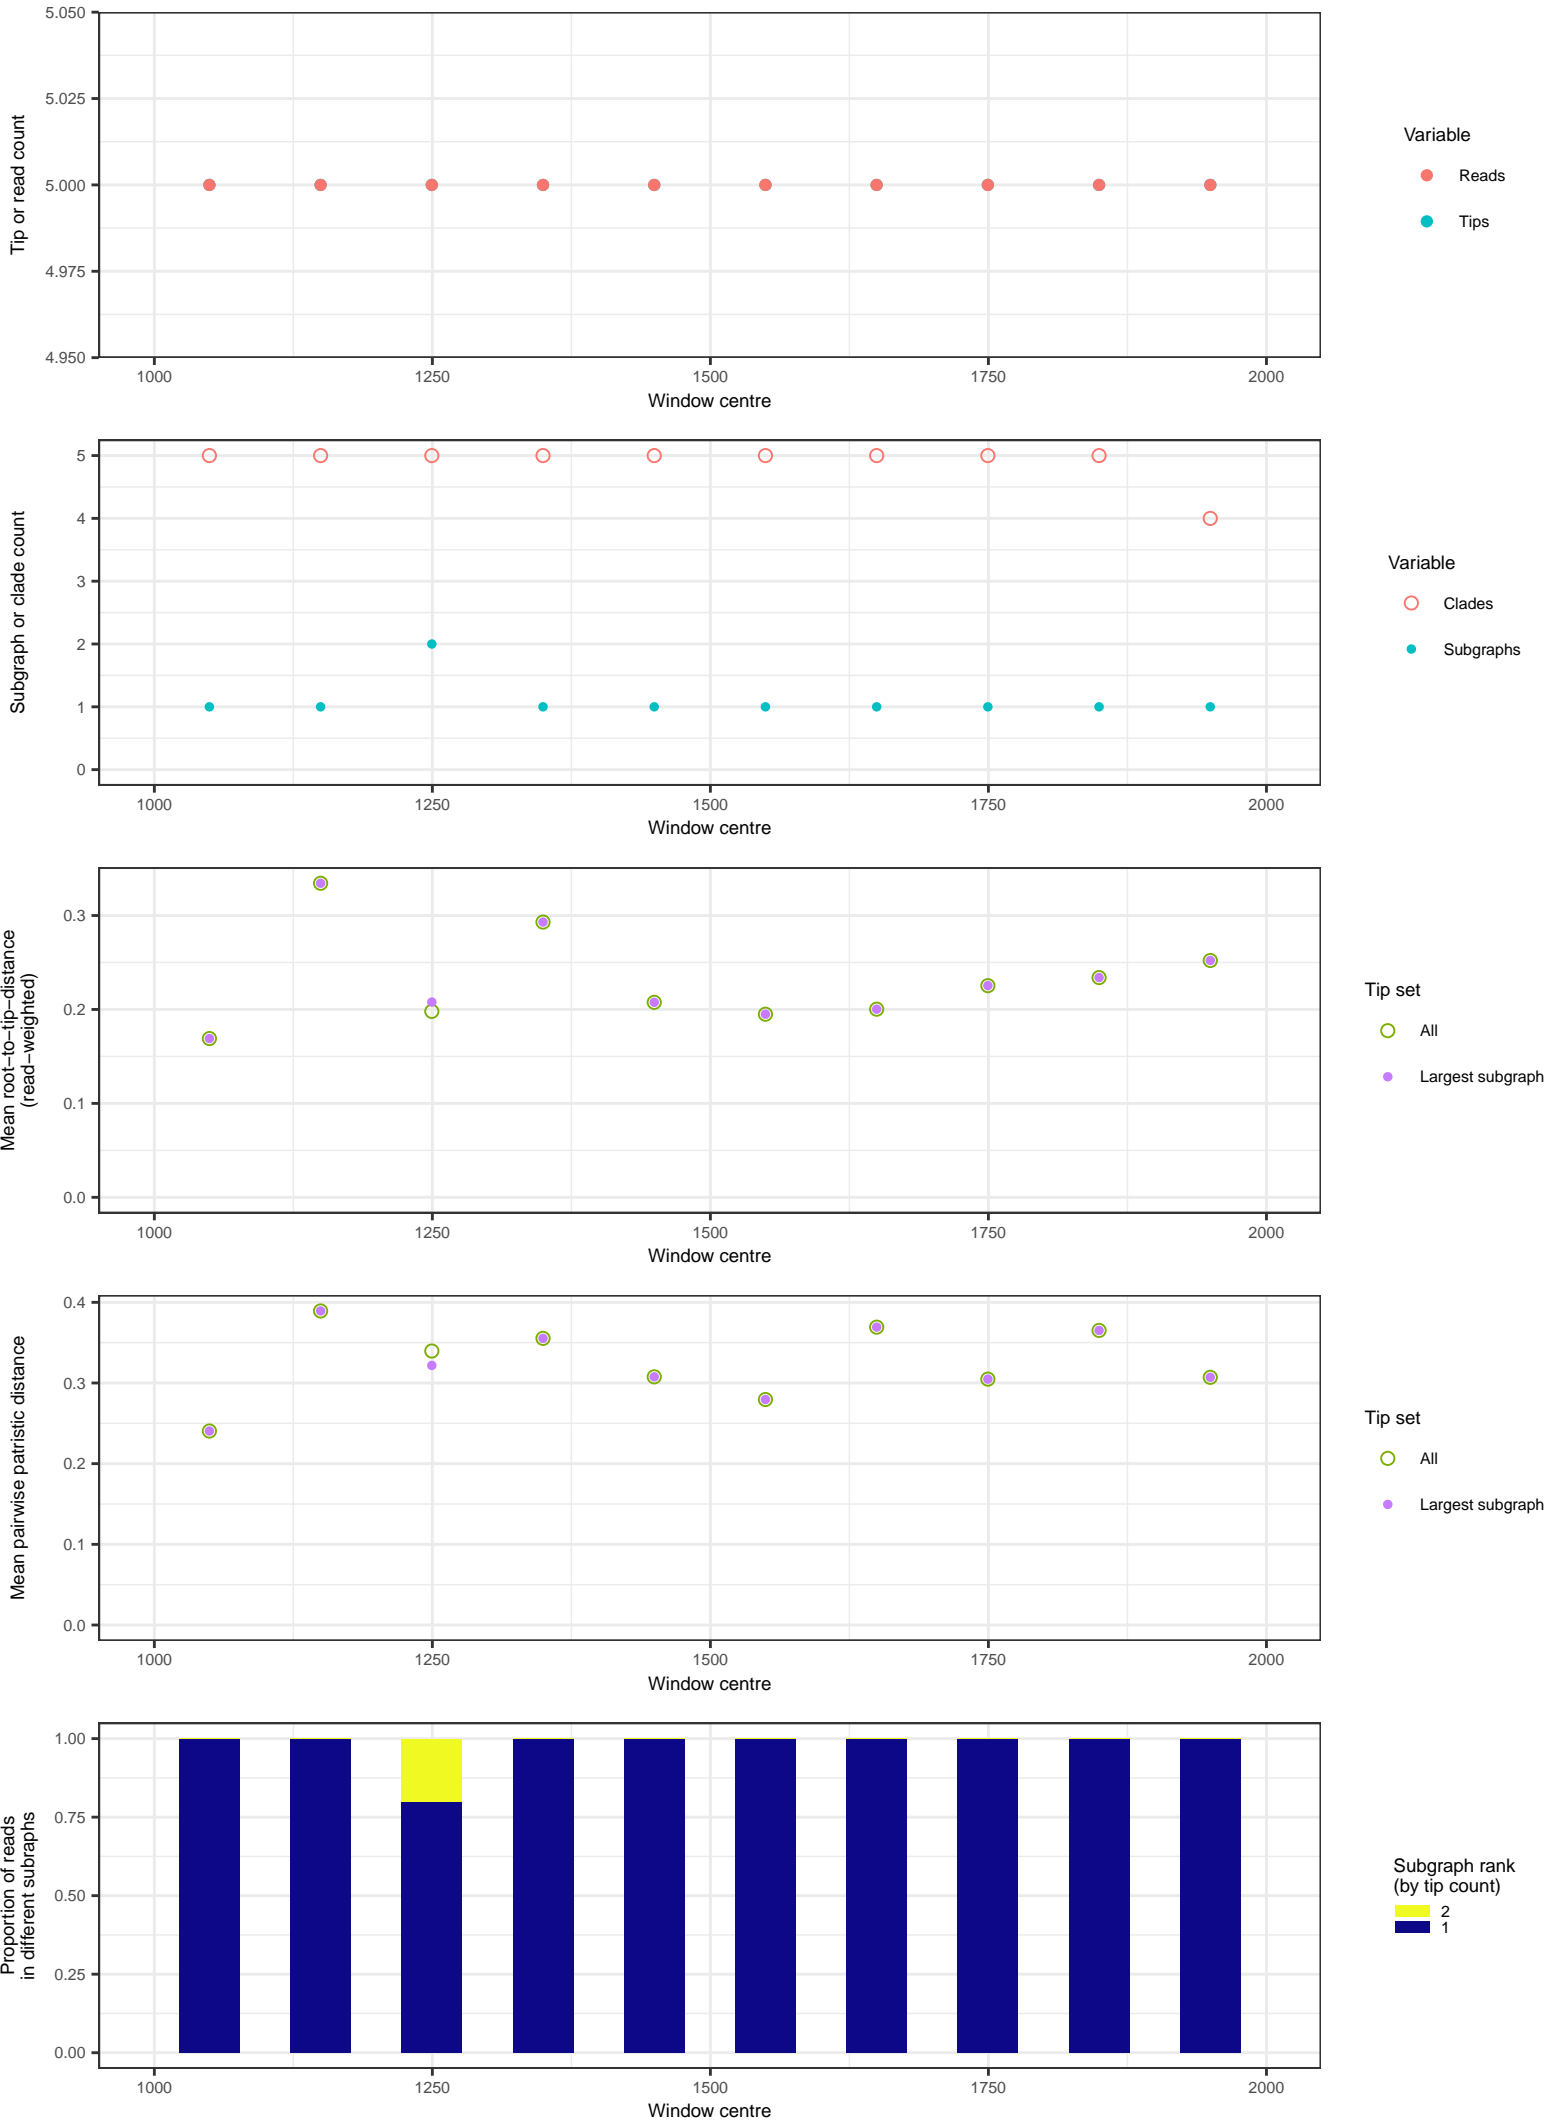 Tip or read count
5.050
5.025
5.000
4.975
4.950
1000 1250 1500 1750 2000
Window centre
Variable
Reads
Tips
Subgraph or clade count
5
4
3
2
1
0
1000 1250 1500 1750 2000
Window centre
Variable
Clades
Subgraphs
Mean root−to−tip−distance
(read−weighted)
0.3
0.2
0.1
0.0
1000 1250 1500 1750 2000
Window centre
Tip set
All
Largest subgraph
Mean pairwise patristic distance
0.4
0.3
0.2
0.1
0.0
1000 1250 1500 1750 2000
Window centre
Tip set
All
Largest subgraph
Proportion of reads
in different subraphs
1.00
0.75
0.50
0.25
0.00
1000 1250 1500 1750 2000
Window centre
Subgraph rank
(by tip count)
2
1